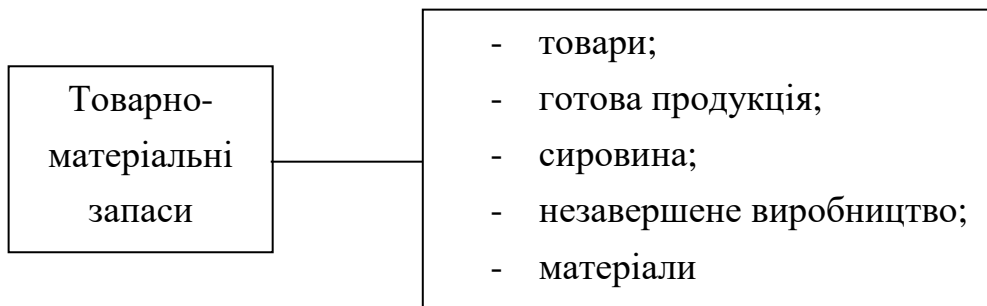 Товарно-
матеріальні
запаси
- товари;
- готова продукція;
- сировина;
- незавершене виробництво;
- матеріали